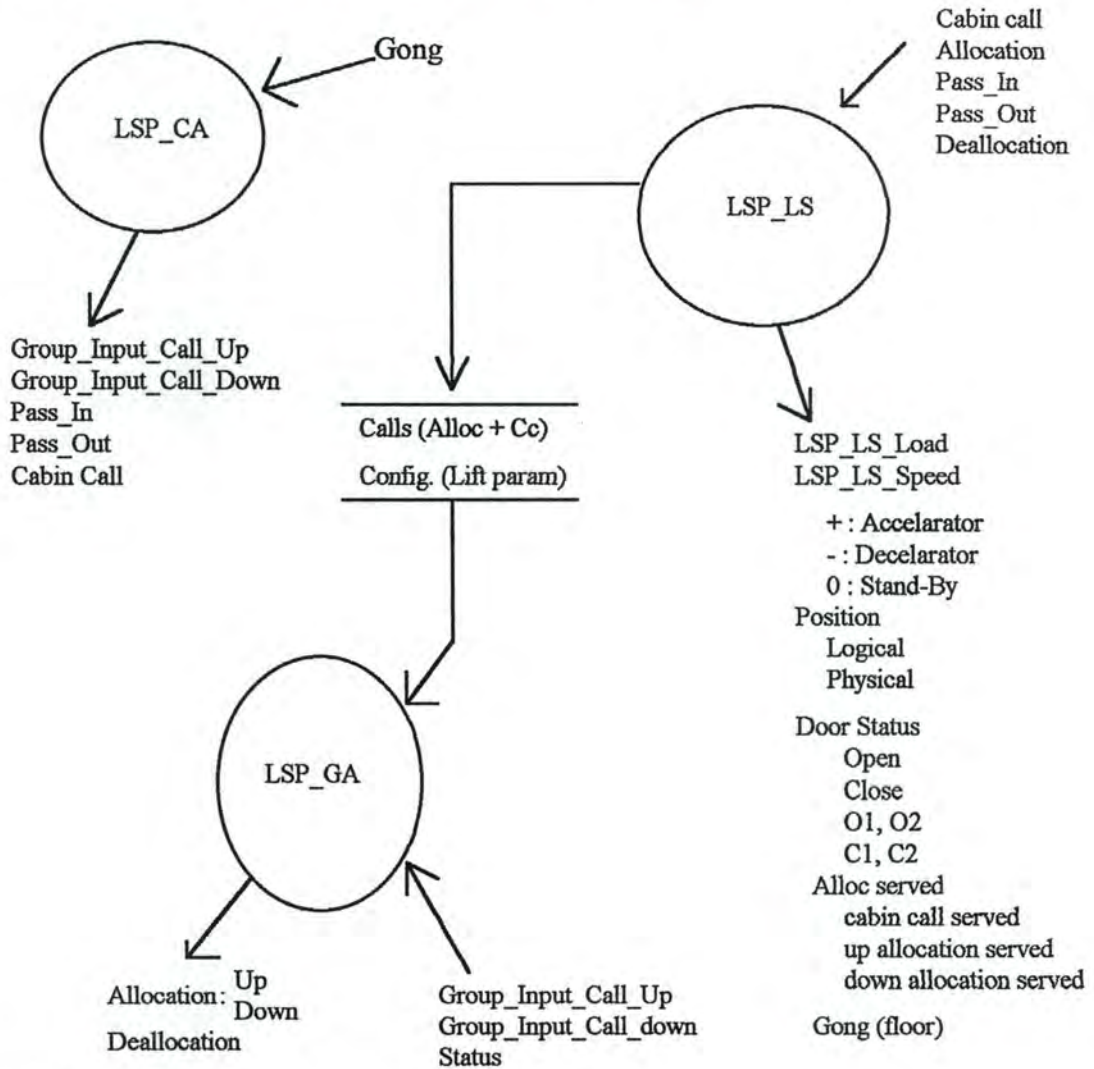 Gong
LSP_CA
Group_Input_Call_Up
Group_Input_Call_Down
Pass_In
Pass_Out
Cabin Call
Cabin call
Allocation
Pass_In
Pass_Out
Deallocation
LSP_LS
Calls (Alloc + Cc)
Config. (Lift param)
LSP_LS_Load
LSP_LS_Speed
+ : Accelarator
- : Decelarator
0 : Stand-By
Position
Logical
Physical
Door Status
Open
Close
O1, O2
C1, C2
Alloc served
cabin call served
up allocation served
down allocation served
Gong (floor)
LSP_GA
Allocation: Up
Down
Deallocation
Group_Input_Call_Up
Group_Input_Call_down
Status